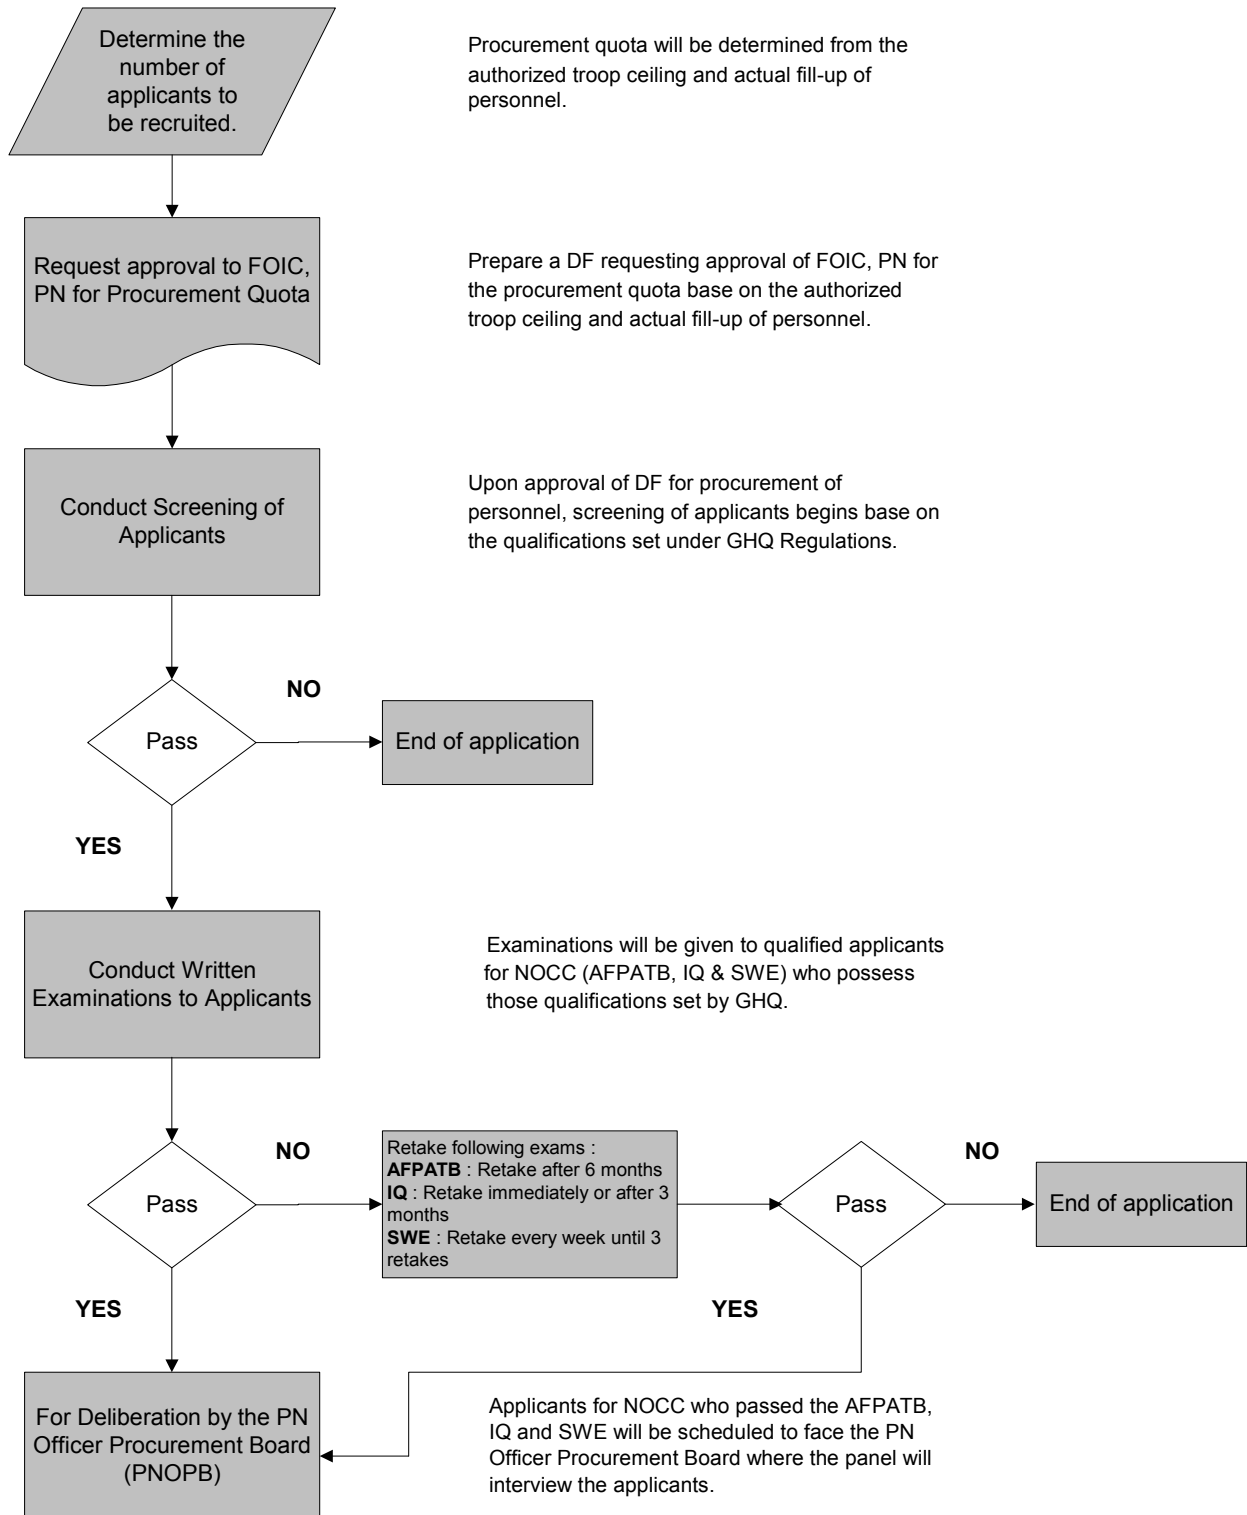 Determine the
number of
applicants to
be recruited.
Procurement quota will be determined from the
authorized troop ceiling and actual fill-up of
personnel.
Request approval to FOIC,
PN for Procurement Quota
Prepare a DF requesting approval of FOIC, PN for
the procurement quota base on the authorized
troop ceiling and actual fill-up of personnel.
Conduct Screening of
Applicants
Upon approval of DF for procurement of
personnel, screening of applicants begins base on
the qualifications set under GHQ Regulations.
Pass
NO
End of application
YES
Conduct Written
Examinations to Applicants
Examinations will be given to qualified applicants
for NOCC (AFPATB, IQ & SWE) who possess
those qualifications set by GHQ.
Pass
NO
Retake following exams :
AFPATB : Retake after 6 months
IQ : Retake immediately or after 3
months
SWE : Retake every week until 3
retakes
Pass
NO
End of application
YES
YES
For Deliberation by the PN
Officer Procurement Board
(PNOPB)
Applicants for NOCC who passed the AFPATB,
IQ and SWE will be scheduled to face the PN
Officer Procurement Board where the panel will
interview the applicants.